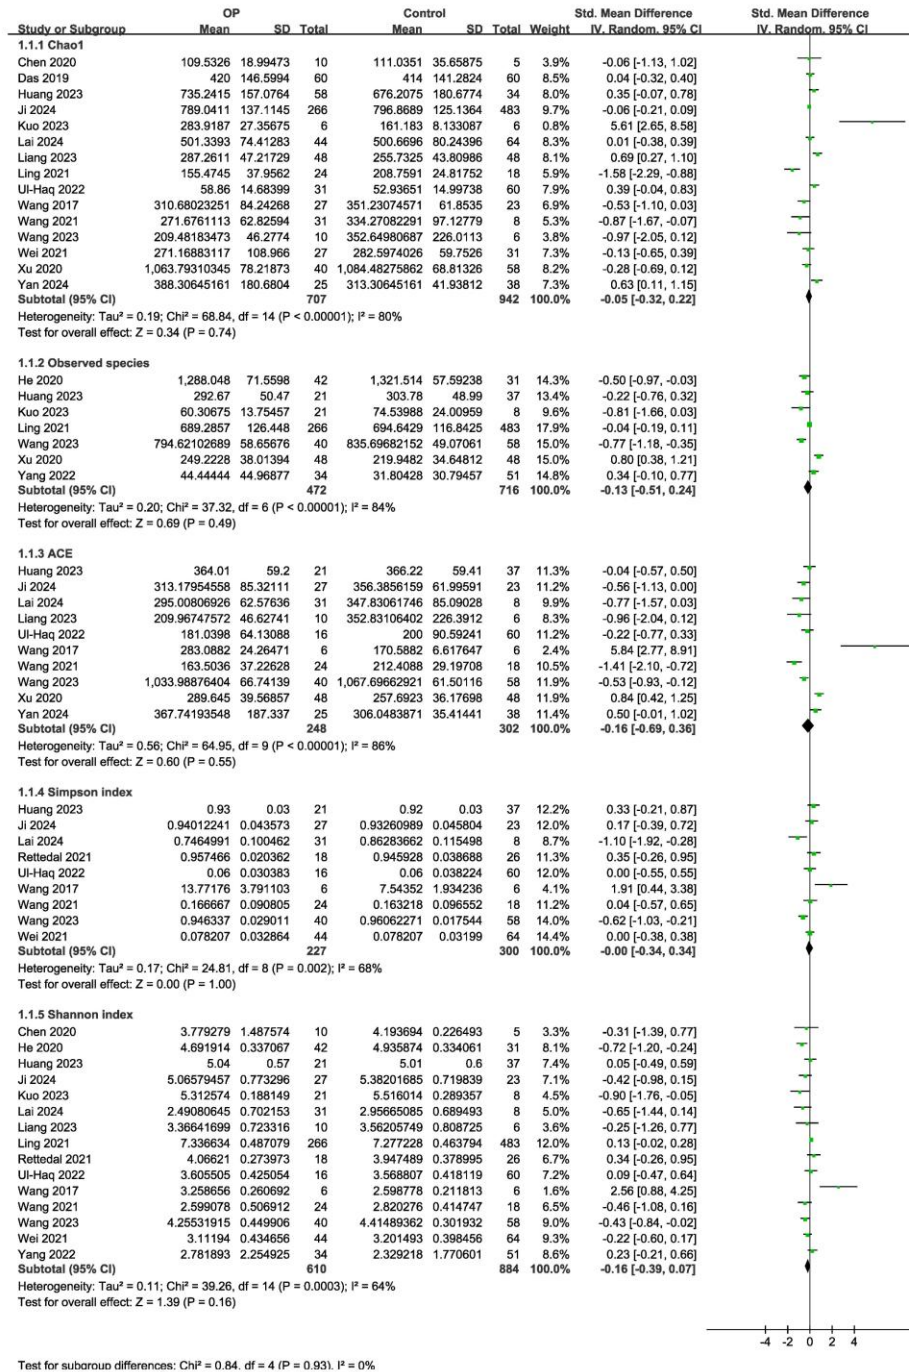 OP Control Std. Mean Difference Std. Mean Difference
Study or Subgroup Mean SD Total Mean SD Total Weight IV. Random. 95% CI IV. Random. 95% CI
1.1.1 Chao1
Chen 2020 109.5326 18.99473 10 111.0351 35.65875 5 3.9% -0.06 [-1.13, 1.02]
Das 2019 420 146.5994 60 414 141.2824 60 7.9% 0.04 [-0.32, 0.40]
Huang 2023 735.2415 157.0764 58 676.2075 180.6774 34 7.6% 0.35 [-0.07, 0.78]
Ji 2024 789.0411 137.1145 266 796.8689 125.1364 483 8.7% -0.06 [-0.21, 0.09]
Kuo 2023 283.9187 27.35675 6 161.183 8.133087 6 0.8% 5.61 [2.65, 8.58]
Lai 2024 501.3393 74.41283 44 500.6696 80.24396 64 7.8% 0.01 [-0.38, 0.39]
Liang 2023 287.2611 47.21729 48 255.7325 43.80986 48 7.7% 0.69 [0.27, 1.10]
Ling 2021 155.4745 37.9562 24 208.7591 24.81752 18 6.0% -1.58 [-2.29, -0.88]
Ul-Haq 2022 58.86 14.68399 31 52.93651 14.99738 60 7.6% 0.39 [-0.04, 0.83]
Wang 2017 310.68023251 84.24268 27 351.23074571 61.8535 23 6.9% -0.53 [-1.10, 0.03]
Wang 2021 271.6761113 62.82594 31 334.27082291 97.12779 8 5.4% -0.87 [-1.67, -0.07]
Wang 2023 209.48183473 46.2774 10 352.64980687 226.0113 6 3.9% -0.97 [-2.05, 0.12]
Wei 2021 271.16883117 108.966 27 282.5974026 59.7526 31 7.1% -0.13 [-0.65, 0.39]
Xu 2020 1,063.79310345 78.21873 40 1,084.48275862 68.81326 58 7.7% -0.28 [-0.69, 0.12]
Yan 2024 388.30645161 180.6804 25 313.30645161 41.93812 38 7.1% 0.63 [0.11, 1.15]
Subtotal (95% CI) 707 942 100.0% -0.05 [-0.32, 0.22]
Heterogeneity: Tau² = 0.19; Chi² = 68.84, df = 14 (P < 0.00001); I² = 80%
Test for overall effect: Z = 0.34 (P = 0.74)
1.1.2 Observed species
He 2020 1,288.048 71.5598 42 1,321.514 57.59238 31 14.3% -0.50 [-0.97, -0.03]
Huang 2023 292.67 50.47 21 303.78 48.99 37 13.7% -0.22 [-0.76, 0.32]
Kuo 2023 60.30675 13.75457 21 74.53988 24.00959 8 10.1% -0.81 [-1.66, 0.03]
Ling 2021 689.2857 126.448 266 694.6429 116.8425 483 17.9% -0.04 [-0.19, 0.11]
Wang 2023 794.62102689 58.65676 40 835.69682152 49.07061 58 15.0% -0.77 [-1.18, -0.35]
Xu 2020 249.2228 38.01394 48 219.9482 34.64812 48 15.0% 0.80 [0.38, 1.21]
Yang 2022 44.44444 44.96877 34 31.80428 30.79457 51 14.8% 0.34 [-0.10, 0.77]
Subtotal (95% CI) 472 716 100.0% -0.13 [-0.51, 0.24]
Heterogeneity: Tau² = 0.20; Chi² = 37.32, df = 6 (P < 0.00001); I² = 84%
Test for overall effect: Z = 0.69 (P = 0.49)
1.1.3 ACE
Huang 2023 364.01 59.2 21 366.22 59.41 37 11.3% -0.04 [-0.57, 0.50]
Ji 2024 313.17954558 85.32111 27 356.3856159 61.99591 23 11.2% -0.56 [-1.13, 0.00]
Lai 2024 295.00806926 62.57636 31 347.83061746 85.09028 8 9.9% -0.77 [-1.57, 0.03]
Liang 2023 209.96747572 46.62741 10 352.83106402 226.3912 6 8.3% -0.96 [-2.04, 0.12]
Ul-Haq 2022 181.0398 64.13088 16 200 90.59241 60 11.2% -0.22 [-0.77, 0.33]
Wang 2017 283.0882 24.26471 6 170.5882 6.617647 6 2.4% 5.84 [2.77, 8.91]
Wang 2021 163.5036 37.22628 24 212.4088 29.19708 18 10.5% -1.41 [-2.10, -0.72]
Wang 2023 1,033.98876404 66.74139 40 1,067.69662921 61.50116 58 11.9% -0.53 [-0.93, -0.12]
Xu 2020 289.645 39.56857 48 257.6923 36.17698 48 11.8% 0.84 [0.42, 1.25]
Yan 2024 367.74193548 187.337 25 306.0483871 35.41441 38 11.4% 0.50 [-0.01, 1.02]
Subtotal (95% CI) 248 302 100.0% -0.16 [-0.69, 0.36]
Heterogeneity: Tau² = 0.56; Chi² = 64.95, df = 9 (P < 0.00001); I² = 86%
Test for overall effect: Z = 0.60 (P = 0.55)
1.1.4 Simpson index
Huang 2023 0.93 0.03 21 0.92 0.03 37 12.2% 0.33 [-0.21, 0.87]
Ji 2024 0.94012241 0.043573 27 0.93260989 0.045804 23 12.0% 0.17 [-0.39, 0.72]
Lai 2024 0.7464991 0.100462 31 0.86283662 0.115498 8 8.7% -1.10 [-1.92, -0.28]
Rettedal 2021 0.957466 0.020362 18 0.945928 0.038688 26 11.3% 0.35 [-0.26, 0.95]
Ul-Haq 2022 0.06 0.030383 16 0.06 0.038224 60 12.1% 0.00 [-0.55, 0.55]
Wang 2017 13.77176 3.791103 6 7.54352 1.934236 6 4.1% 1.91 [0.44, 3.38]
Wang 2021 0.166667 0.090805 24 0.163218 0.096552 18 11.2% 0.04 [-0.57, 0.65]
Wang 2023 0.946337 0.029011 40 0.96062271 0.017544 58 13.9% -0.62 [-1.03, -0.21]
Wei 2021 0.078207 0.032864 44 0.078207 0.03199 64 14.4% 0.00 [-0.38, 0.38]
Subtotal (95% CI) 227 300 100.0% -0.00 [-0.34, 0.34]
Heterogeneity: Tau² = 0.17; Chi² = 24.81, df = 8 (P = 0.002); I² = 68%
Test for overall effect: Z = 0.00 (P = 1.00)
1.1.5 Shannon index
Chen 2020 3.779279 1.487574 10 4.193694 0.226493 5 3.3% -0.31 [-1.39, 0.77]
He 2020 4.691914 0.337067 42 4.935874 0.334061 31 8.1% -0.72 [-1.20, -0.24]
Huang 2023 5.04 0.57 21 5.01 0.6 37 7.4% 0.05 [-0.49, 0.59]
Ji 2024 5.06579457 0.773296 27 5.38201685 0.719839 23 7.1% -0.42 [-0.98, 0.15]
Kuo 2023 5.312574 0.188149 21 5.516014 0.289357 8 4.5% -0.90 [-1.76, -0.05]
Lai 2024 2.49080645 0.702153 31 2.95665085 0.689493 8 4.9% -0.65 [-1.44, 0.14]
Liang 2023 3.36641699 0.723316 10 3.56205749 0.808725 6 3.6% -0.25 [-1.26, 0.77]
Ling 2021 7.336634 0.487079 266 7.277228 0.463794 483 12.0% 0.13 [-0.02, 0.28]
Rettedal 2021 4.06621 0.273973 18 3.947489 0.378995 26 6.6% 0.34 [-0.26, 0.95]
Ul-Haq 2022 3.605505 0.425054 16 3.568807 0.418119 60 7.2% 0.09 [-0.47, 0.64]
Wang 2017 3.258656 0.260692 6 2.598778 0.211813 6 1.6% 2.56 [0.88, 4.25]
Wang 2021 2.599078 0.506912 24 2.820276 0.414747 18 6.5% -0.46 [-1.08, 0.16]
Wang 2023 4.25531915 0.449906 40 4.41489362 0.301932 58 9.0% -0.43 [-0.84, -0.02]
Wei 2021 3.11194 0.434656 44 3.201493 0.398456 64 9.4% -0.22 [-0.60, 0.17]
Yang 2022 2.781893 2.254925 34 2.329218 1.770601 51 8.6% 0.23 [-0.21, 0.66]
Subtotal (95% CI) 610 884 100.0% -0.16 [-0.39, 0.07]
Heterogeneity: Tau² = 0.11; Chi² = 39.26, df = 14 (P = 0.0003); I² = 64%
Test for overall effect: Z = 1.39 (P = 0.16)
-4 -2 0 2 4
Test for subgroup differences: Chi² = 0.84, df = 4 (P = 0.93), I² = 0%